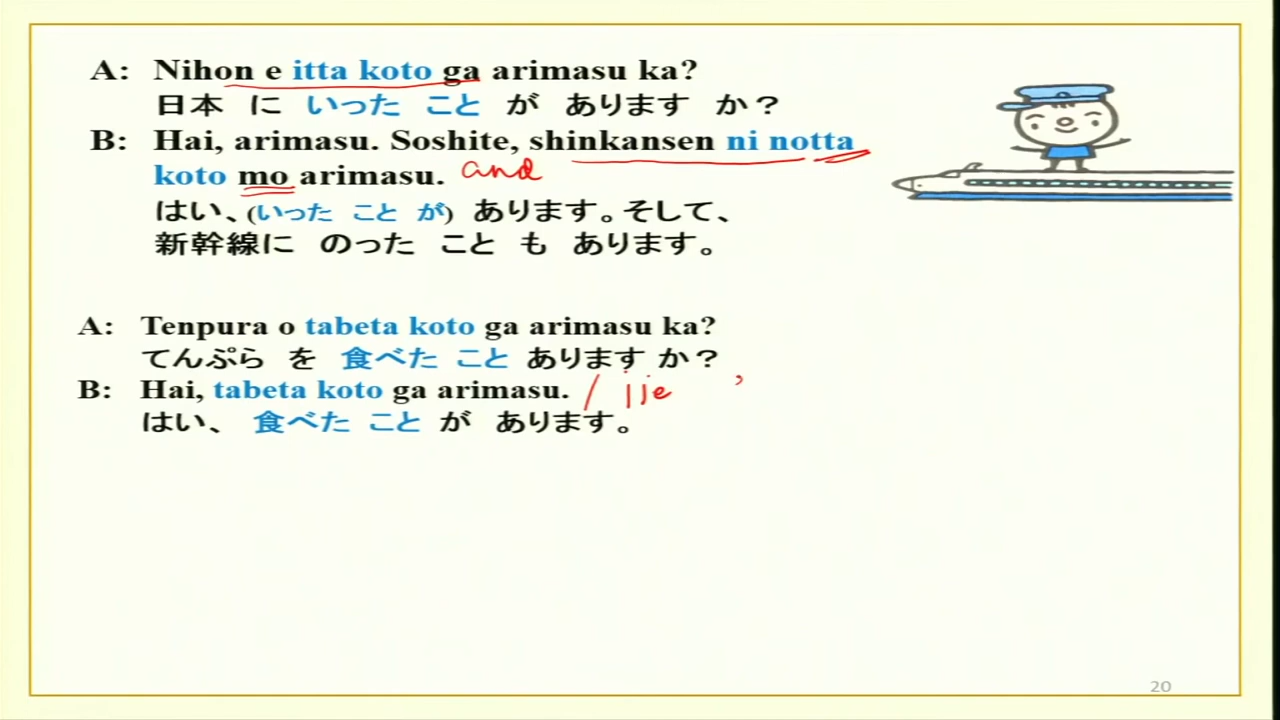 A: Nihon e itta koto ga arimasu ka?
日本 に いった こと が あります か？
B: Hai, arimasu. Soshite, shinkansen ni notta
koto mo arimasu. and
はい、(いった こと が) あります。そして、
新幹線に のった こと も あります。
A: Tenpura o tabeta koto ga arimasu ka?
てんぷら を 食べた こと あります か？
B: Hai, tabeta koto ga arimasu. / iie ,
はい、 食べた こと が あります。
20